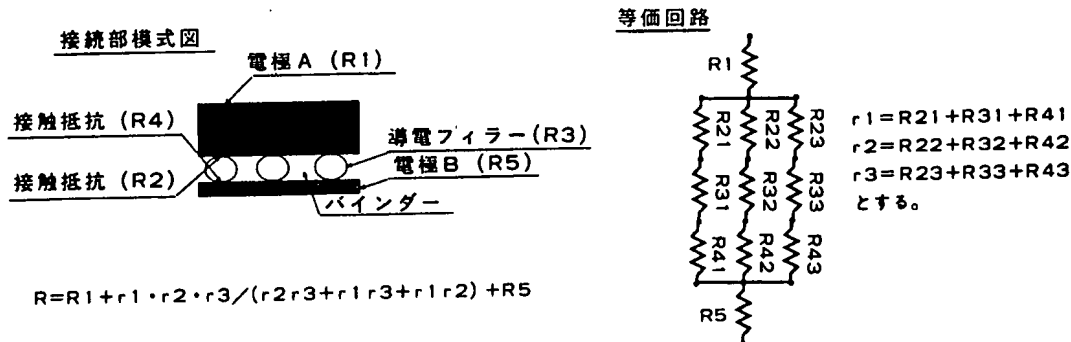 接続部模式図
電極A (R1)
接触抵抗 (R4)
接触抵抗 (R2)
導電フィラー(R3)
電極B (R5)
バインダー
R=R1+r1・r2・r3/(r2r3+r1r3+r1r2)+R5
等価回路
R1
R21
R22
R23
R31
R32
R33
R41
R42
R43
R5
r1=R21+R31+R41
r2=R22+R32+R42
r3=R23+R33+R43
とする。